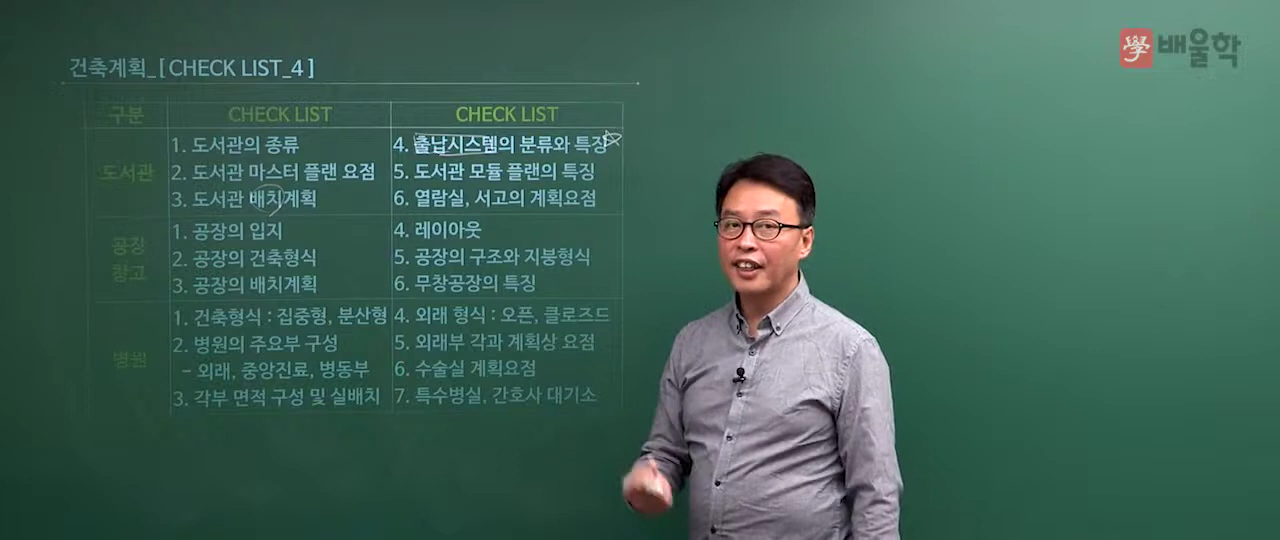 學 배울학
건축계획_[ CHECK LIST_4 ]
구분 CHECK LIST CHECK LIST
도서관
1. 도서관의 종류
2. 도서관 마스터 플랜 요점
3. 도서관 배치계획
4. 출납시스템의 분류와 특징
5. 도서관 모듈 플랜의 특징
6. 열람실, 서고의 계획요점
공장
창고
1. 공장의 입지
2. 공장의 건축형식
3. 공장의 배치계획
4. 레이아웃
5. 공장의 구조와 지붕형식
6. 무창공장의 특징
병원
1. 건축형식 : 집중형, 분산형
2. 병원의 주요부 구성
- 외래, 중앙진료, 병동부
3. 각부 면적 구성 및 실배치
4. 외래 형식 : 오픈, 클로즈드
5. 외래부 각과 계획상 요점
6. 수술실 계획요점
7. 특수병실, 간호사 대기소